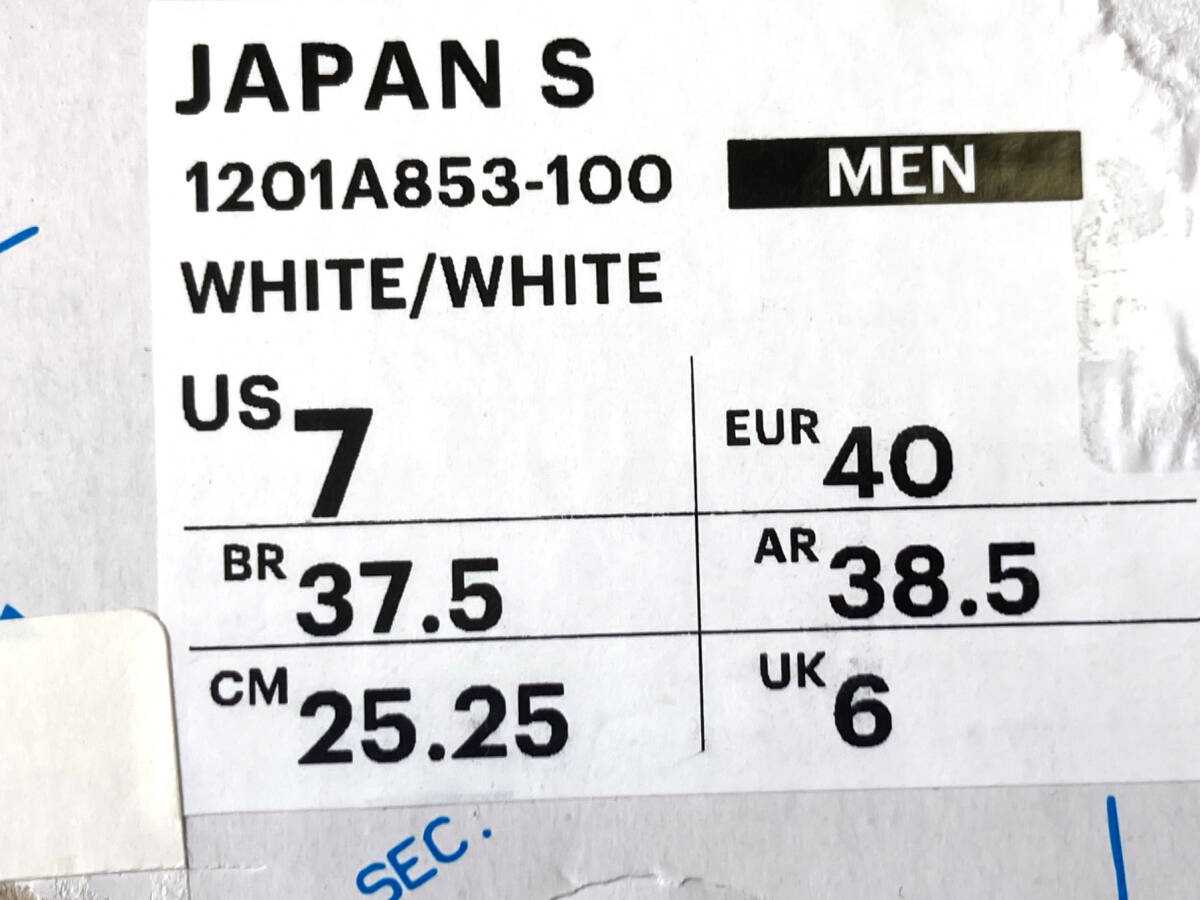 JAPAN S
1201A853-100 MEN
WHITE/WHITE
US 7 EUR 40
BR 37.5 AR 38.5
CM 25.25 UK 6
SEC.